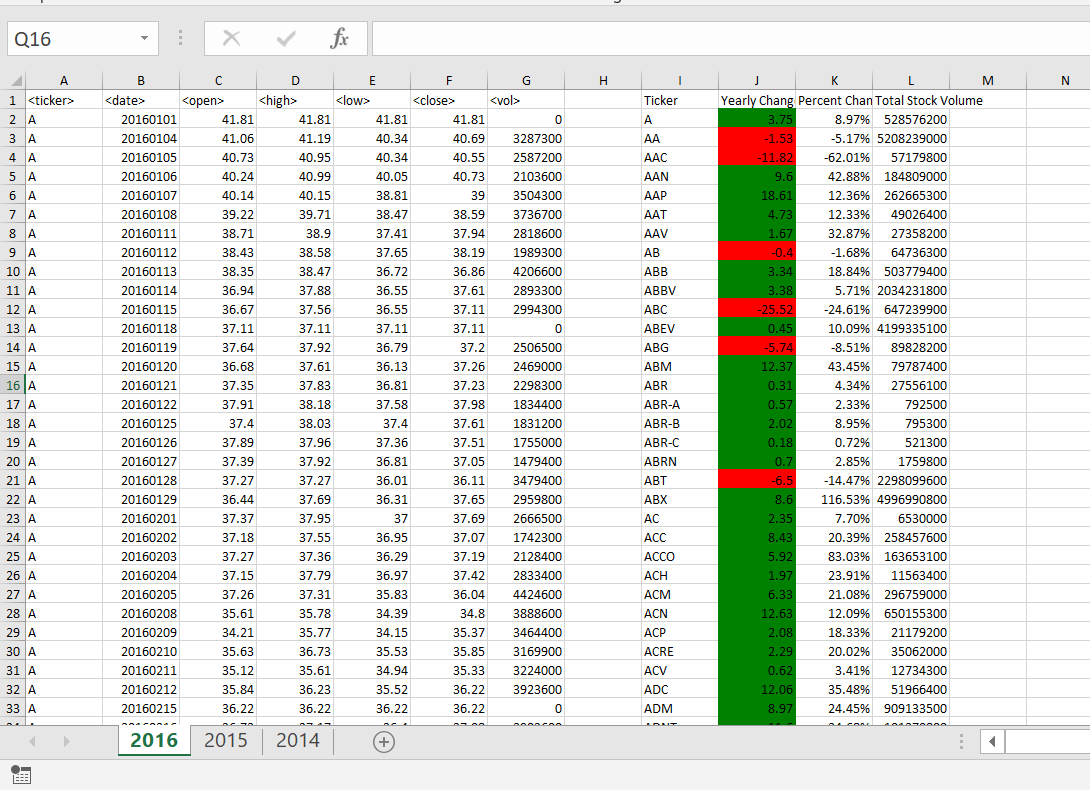 Q16 fx
A B C D E F G H I J K L M N
1 <ticker> <date> <open> <high> <low> <close> <vol> Ticker Yearly Chang Percent Chan Total Stock Volume
2 A 20160101 41.81 41.81 41.81 41.81 0 A 3.75 8.97% 528576200
3 A 20160104 41.06 41.19 40.34 40.69 3287300 AA -1.53 -5.17% 5208239000
4 A 20160105 40.73 40.95 40.34 40.55 2587200 AAC -11.82 -62.01% 57179800
5 A 20160106 40.24 40.99 40.05 40.73 2103600 AAN 9.6 42.88% 184809000
6 A 20160107 40.14 40.15 38.81 39 3504300 AAP 18.61 12.36% 262665300
7 A 20160108 39.22 39.71 38.47 38.59 3736700 AAT 4.73 12.33% 49026400
8 A 20160111 38.71 38.9 37.41 37.94 2818600 AAV 1.67 32.87% 27358200
9 A 20160112 38.43 38.58 37.65 38.19 1989300 AB -0.4 -1.68% 64736300
10 A 20160113 38.35 38.47 36.72 36.86 4206600 ABB 3.34 18.84% 503779400
11 A 20160114 36.94 37.88 36.55 37.61 2893300 ABBV 3.38 5.71% 2034231800
12 A 20160115 36.67 37.56 36.55 37.11 2994300 ABC -25.52 -24.61% 647239900
13 A 20160118 37.11 37.11 37.11 37.11 0 ABEV 0.45 10.09% 4199335100
14 A 20160119 37.64 37.92 36.79 37.2 2506500 ABG -5.74 -8.51% 89828200
15 A 20160120 36.68 37.61 36.13 37.26 2469000 ABM 12.37 43.45% 79787400
16 A 20160121 37.35 37.83 36.81 37.23 2298300 ABR 0.31 4.34% 27556100
17 A 20160122 37.91 38.18 37.58 37.98 1834400 ABR-A 0.57 2.33% 792500
18 A 20160125 37.4 38.03 37.4 37.61 1831200 ABR-B 2.02 8.95% 795300
19 A 20160126 37.89 37.96 37.36 37.51 1755000 ABR-C 0.18 0.72% 521300
20 A 20160127 37.39 37.92 36.81 37.05 1479400 ABRN 0.7 2.85% 1759800
21 A 20160128 37.27 37.27 36.01 36.11 3479400 ABT -6.5 -14.47% 2298099600
22 A 20160129 36.44 37.69 36.31 37.65 2959800 ABX 8.6 116.53% 4996990800
23 A 20160201 37.37 37.95 37 37.69 2666500 AC 2.35 7.70% 6530000
24 A 20160202 37.18 37.55 36.95 37.07 1742300 ACC 8.43 20.39% 258457600
25 A 20160203 37.27 37.36 36.29 37.19 2128400 ACCO 5.92 83.03% 163653100
26 A 20160204 37.15 37.79 36.97 37.42 2833400 ACH 1.97 23.91% 11563400
27 A 20160205 37.26 37.31 35.83 36.04 4424600 ACM 6.33 21.08% 296759000
28 A 20160208 35.61 35.78 34.39 34.8 3888600 ACN 12.63 12.09% 650155300
29 A 20160209 34.21 35.77 34.15 35.37 3464400 ACP 2.08 18.33% 21179200
30 A 20160210 35.63 36.73 35.53 35.85 3169900 ACRE 2.29 20.02% 35062000
31 A 20160211 35.12 35.61 34.94 35.33 3224000 ACV 0.62 3.41% 12734300
32 A 20160212 35.84 36.23 35.52 36.22 3923600 ADC 12.06 35.48% 51966400
33 A 20160215 36.22 36.22 36.22 36.22 0 ADM 8.97 24.45% 909133500
2016 2015 2014